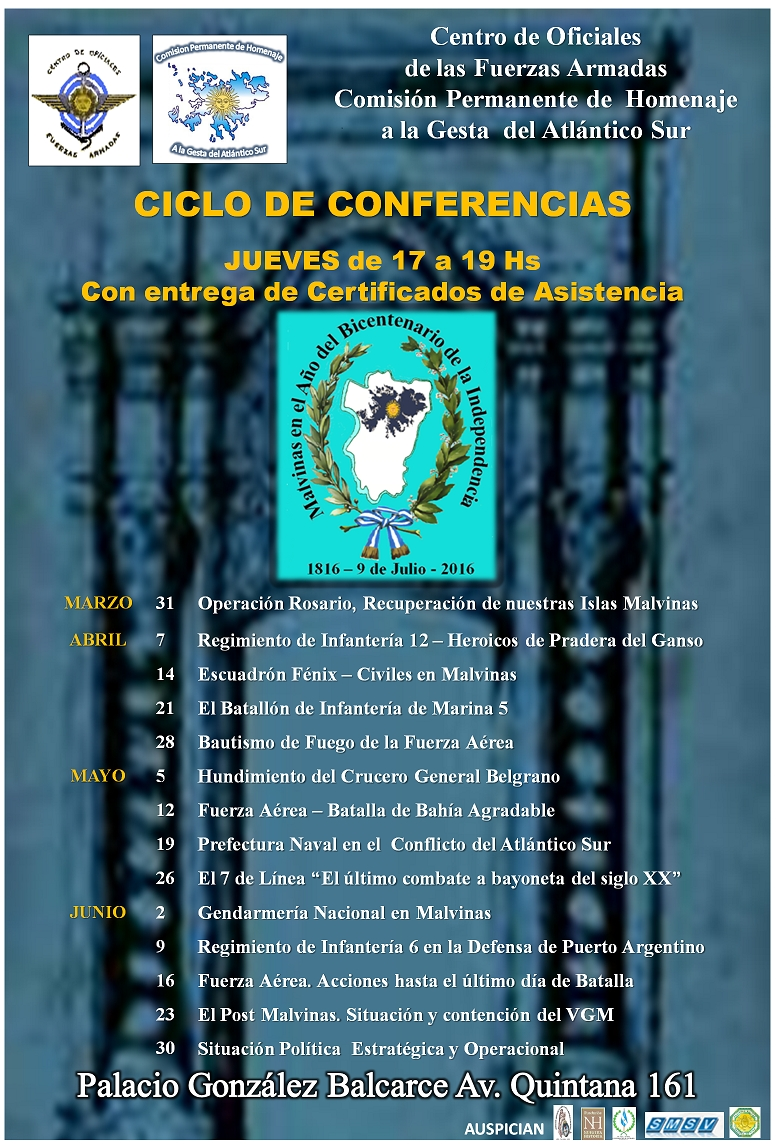 CENTRO DE OFICIALES
FUERZAS ARMADAS
Comision Permanente de Homenaje
A la Gesta del Atlántico Sur
Centro de Oficiales
de las Fuerzas Armadas
Comisión Permanente de Homenaje
a la Gesta del Atlántico Sur
CICLO DE CONFERENCIAS
JUEVES de 17 a 19 Hs
Con entrega de Certificados de Asistencia
Malvinas en el Año del Bicentenario de la Independencia
1816 – 9 de Julio - 2016
MARZO 31 Operación Rosario, Recuperación de nuestras Islas Malvinas
ABRIL 7 Regimiento de Infantería 12 – Heroicos de Pradera del Ganso
14 Escuadrón Fénix – Civiles en Malvinas
21 El Batallón de Infantería de Marina 5
28 Bautismo de Fuego de la Fuerza Aérea
MAYO 5 Hundimiento del Crucero General Belgrano
12 Fuerza Aérea – Batalla de Bahía Agradable
19 Prefectura Naval en el Conflicto del Atlántico Sur
26 El 7 de Línea “El último combate a bayoneta del siglo XX”
JUNIO 2 Gendarmería Nacional en Malvinas
9 Regimiento de Infantería 6 en la Defensa de Puerto Argentino
16 Fuerza Aérea. Acciones hasta el último día de Batalla
23 El Post Malvinas. Situación y contención del VGM
30 Situación Política Estratégica y Operacional
Palacio González Balcarce Av. Quintana 161
AUSPICIAN
NH
SMSV